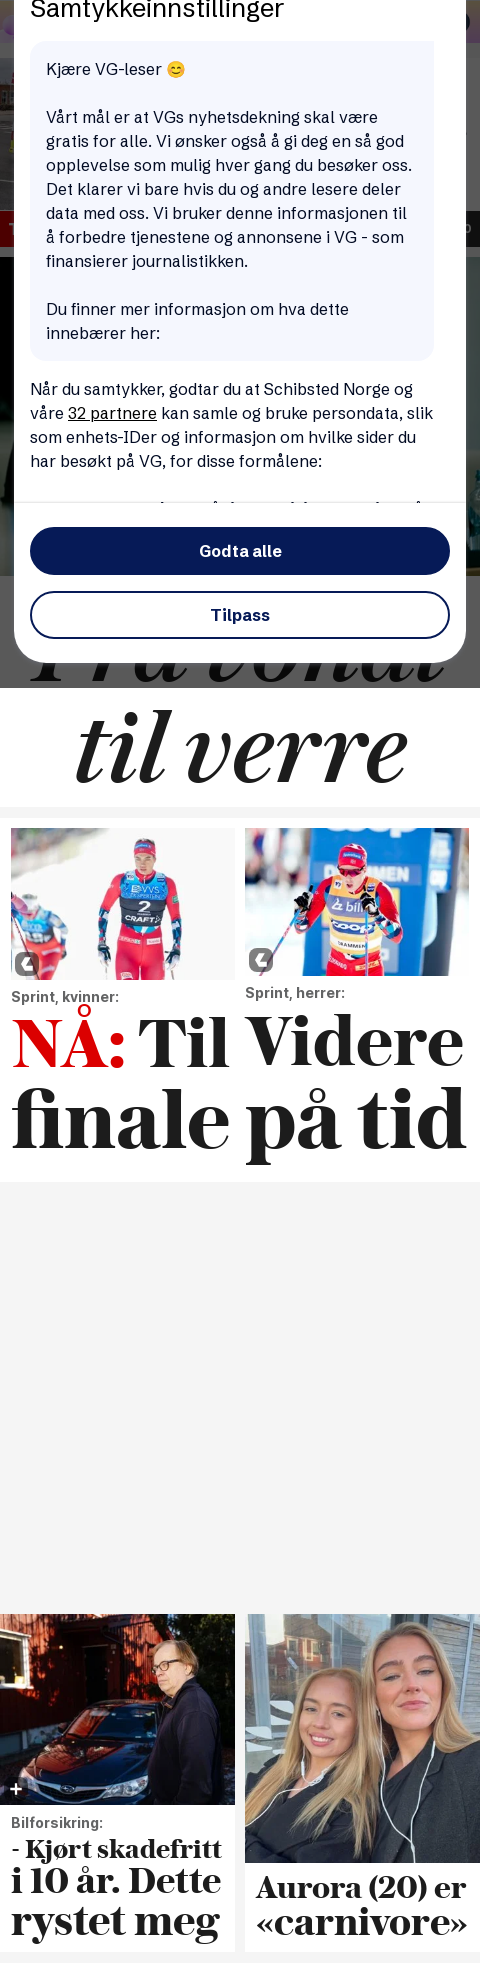 Samtykkeinnstillinger
Kjære VG-leser 😊
Vårt mål er at VGs nyhetsdekning skal være
gratis for alle. Vi ønsker også å gi deg en så god
opplevelse som mulig hver gang du besøker oss.
Det klarer vi bare hvis du og andre lesere deler
data med oss. Vi bruker denne informasjonen til
å forbedre tjenestene og annonsene i VG - som
finansierer journalistikken.
Du finner mer informasjon om hva dette
innebærer her:
Når du samtykker, godtar du at Schibsted Norge og
våre 32 partnere kan samle og bruke persondata, slik
som enhets-IDer og informasjon om hvilke sider du
har besøkt på VG, for disse formålene:
Godta alle
Tilpass
til verre
2
CRAFT
DRAMMEN
Sprint, kvinner:
NÅ: Til
finale
Sprint, herrer:
Videre
på tid
Bilforsikring:
- Kjørt skadefritt
i 10 år. Dette
rystet meg
Aurora (20) er
«carnivore»